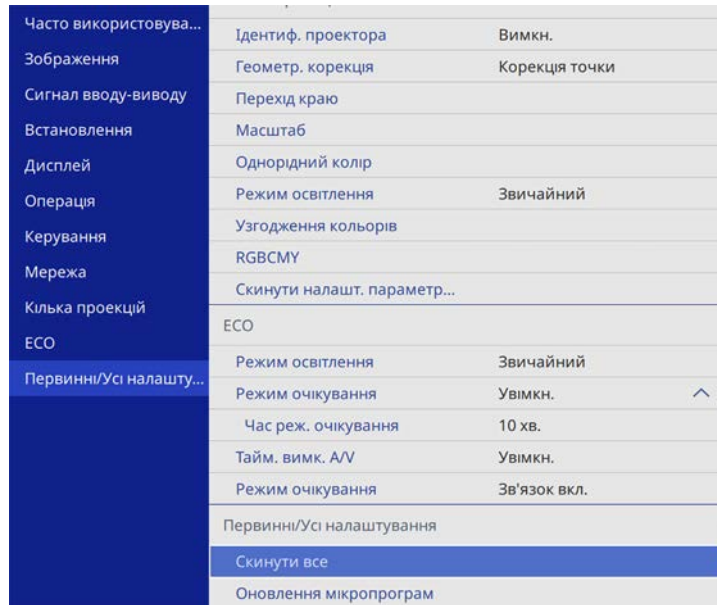 Часто використовува...
Зображення
Сигнал вводу-виводу
Встановлення
Дисплей
Операція
Керування
Мережа
Кілька проекцій
ECO
Первинні/Усі налашту...
Ідентиф. проектора Вимкн.
Геометр. корекція Корекція точки
Перехід краю
Масштаб
Однорідний колір
Режим освітлення Звичайний
Узгодження кольорів
RGBCMY
Скинути налашт. параметр...
ECO
Режим освітлення Звичайний
Режим очікування Увімкн.
Час реж. очікування 10 хв.
Тайм. вимк. A/V Увімкн.
Режим очікування Зв'язок вкл.
Первинні/Усі налаштування
Скинути все
Оновлення мікропрограм